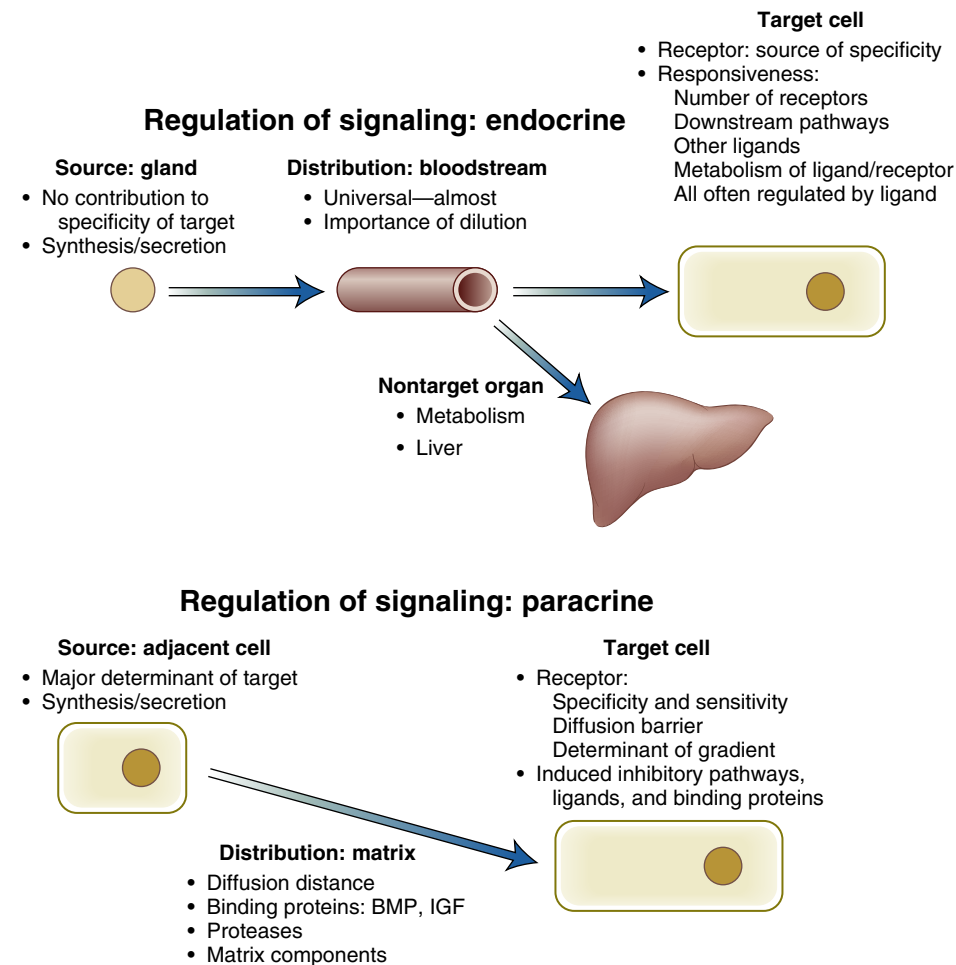 Regulation of signaling: endocrine
Source: gland
• No contribution to
specificity of target
• Synthesis/secretion
Distribution: bloodstream
• Universal—almost
• Importance of dilution
Target cell
• Receptor: source of specificity
• Responsiveness:
Number of receptors
Downstream pathways
Other ligands
Metabolism of ligand/receptor
All often regulated by ligand
Nontarget organ
• Metabolism
• Liver
Regulation of signaling: paracrine
Source: adjacent cell
• Major determinant of target
• Synthesis/secretion
Distribution: matrix
• Diffusion distance
• Binding proteins: BMP, IGF
• Proteases
• Matrix components
Target cell
• Receptor:
Specificity and sensitivity
Diffusion barrier
Determinant of gradient
• Induced inhibitory pathways,
ligands, and binding proteins